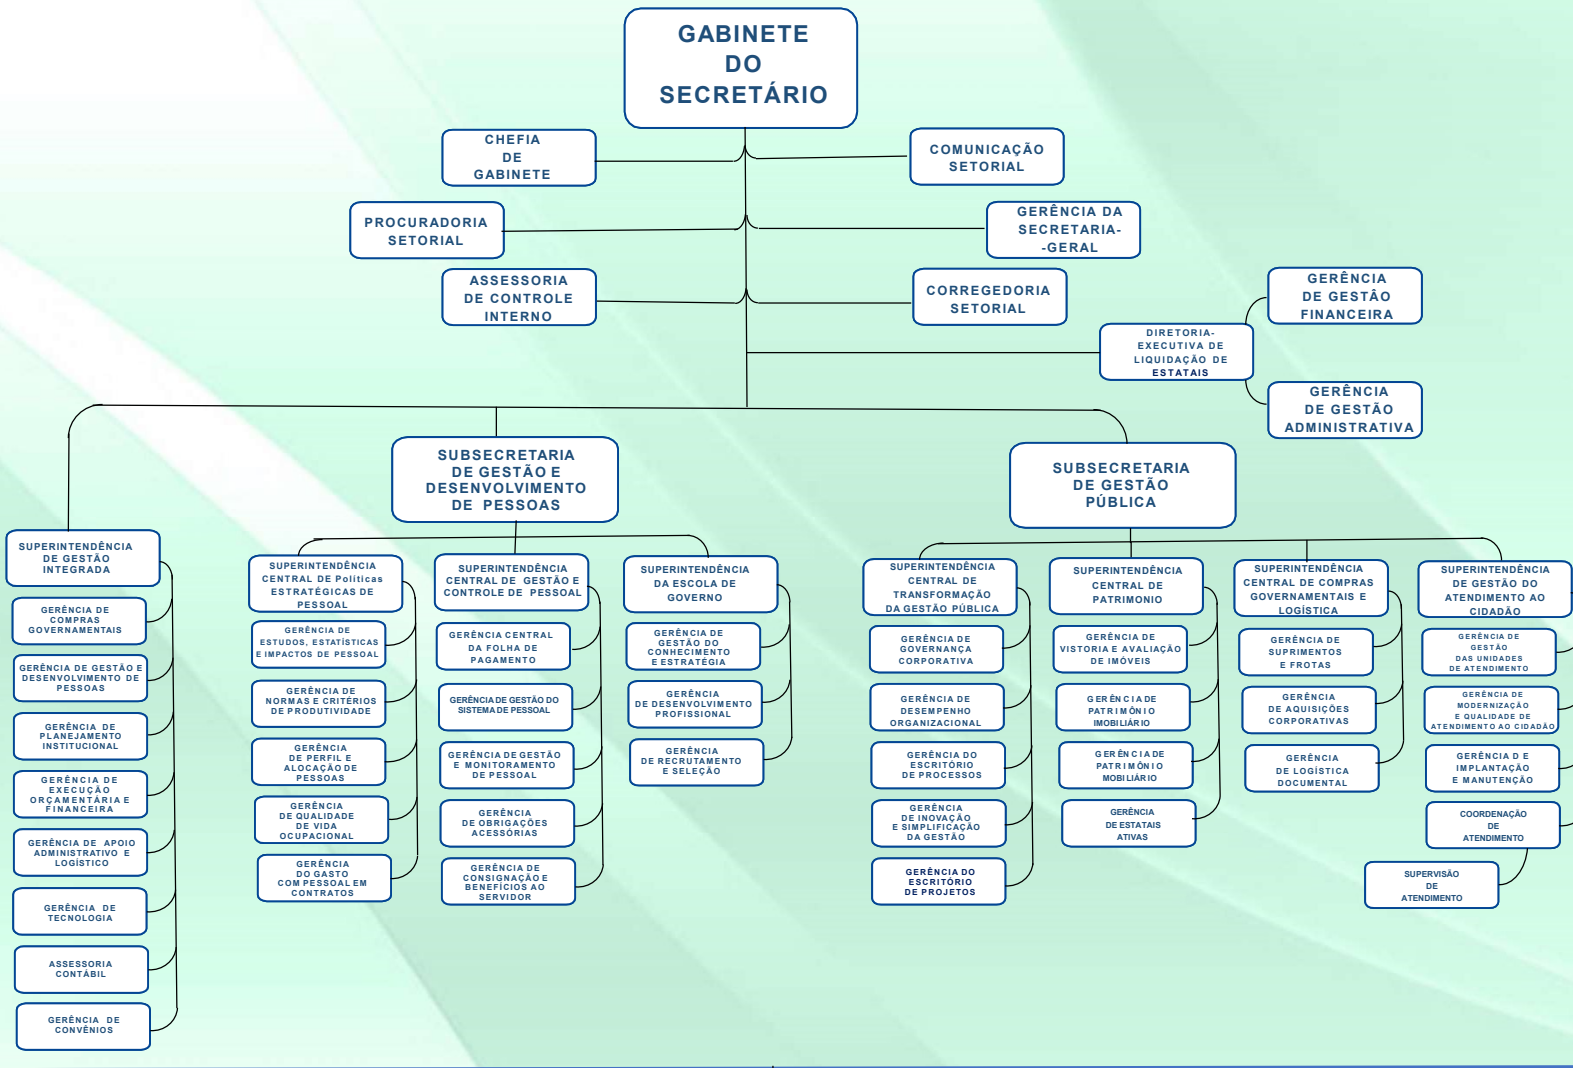 GABINETE
DO
SECRETÁRIO
CHEFIA
DE
GABINETE
COMUNICAÇÃO
SETORIAL
PROCURADORIA
SETORIAL
GERÊNCIA DA
SECRETARIA-
-GERAL
ASSESSORIA
DE CONTROLE
INTERNO
CORREGEDORIA
SETORIAL
GERÊNCIA
DE GESTÂO
FINANCEIRA
DIRETORIA-
EXECUTIVA DE
LIQUIDAÇÃO DE
ESTATAIS
GERÊNCIA
DE GESTÃO
ADMINISTRATIVA
SUBSECRETARIA
DE GESTÃO E
DESENVOLVIMENTO
DE PESSOAS
SUBSECRETARIA
DE GESTÃO
PÚBLICA
SUPERINTENDÊNCIA
DE GESTÃO
INTEGRADA
GERÊNCIA DE
COMPRAS
GOVERNAMENTAIS
GERÊNCIA DE GESTÃO E
DESENVOLVIMENTO DE
PESSOAS
GERÊNCIA DE
PLANEJAMENTO
INSTITUCIONAL
GERÊNCIA DE
EXECUÇÃO
ORÇAMENTÁRIA E
FINANCEIRA
GERÊNCIA DE APOIO
ADMINISTRATIVO E
LOGÍSTICO
GERÊNCIA DE
TECNOLOGIA
ASSESSORIA
CONTÁBIL
GERÊNCIA DE
CONVÊNIOS
SUPERINTENDÊNCIA
CENTRAL DE Políticas
ESTRATÉGICAS DE
PESSOAL
GERÊNCIA DE
ESTUDOS, ESTATÍSTICAS
E IMPACTOS DE PESSOAL
GERÊNCIA DE
NORMAS E CRITÉRIOS
DE PRODUTIVIDADE
GERÊNCIA
DE PERFIL E
ALOCAÇÃO DE
PESSOAS
GERÊNCIA
DE QUALIDADE
DE VIDA
OCUPACIONAL
GERÊNCIA
DO GASTO
COM PESSOAL EM
CONTRATOS
SUPERINTENDÊNCIA
CENTRAL DE GESTÃO E
CONTROLE DE PESSOAL
GERÊNCIA CENTRAL
DA FOLHA DE
PAGAMENTO
GERÊNCIA DE GESTÃO DO
SISTEMA DE PESSOAL
GERÊNCIA DE GESTÃO
E MONITORAMENTO
DE PESSOAL
GERÊNCIA
DE OBRIGAÇÕES
ACESSÓRIAS
GERÊNCIA DE
CONSIGNAÇÃO E
BENEFÍCIOS AO
SERVIDOR
SUPERINTENDÊNCIA
DA ESCOLA DE
GOVERNO
GERÊNCIA DE
GESTÃO DO
CONHECIMENTO
E ESTRATÉGIA
GERÊNCIA
DE DESENVOLVIMENTO
PROFISSIONAL
GERÊNCIA
DE RECRUTAMENTO
E SELEÇÃO
SUPERINTENDÊNCIA
CENTRAL DE
TRANSFORMAÇÃO
DA GESTÃO PÚBLICA
GERÊNCIA DE
GOVERNANÇA
CORPORATIVA
GERÊNCIA DE
DESEMPENHO
ORGANIZACIONAL
GERÊNCIA DO
ESCRITÓRIO
DE PROCESSOS
GERÊNCIA
DE INOVAÇÃO
E SIMPLIFICAÇÃO
DA GESTÃO
GERÊNCIA DO
ESCRITÓRIO
DE PROJETOS
SUPERINTENDÊNCIA
CENTRAL DE
PATRIMONIO
GERÊNCIA DE
VISTORIA E AVALIAÇÃO
DE IMÓVEIS
GERÊNCIA DE
PATRIMÔNIO
IMOBILIÁRIO
GERÊNCIA DE
PATRIMÔNIO
MOBILIÁRIO
GERÊNCIA
DE ESTATAIS
ATIVAS
SUPERINTENDÊNCIA
CENTRAL DE COMPRAS
GOVERNAMENTAIS E
LOGÍSTICA
GERÊNCIA DE
SUPRIMENTOS
E FROTAS
GERÊNCIA
DE AQUISIÇÕES
CORPORATIVAS
GERÊNCIA
DE LOGÍSTICA
DOCUMENTAL
SUPERINTENDÊNCIA
DE GESTÃO DO
ATENDIMENTO AO
CIDADÃO
GERÊNCIA DE
GESTÃO
DAS UNIDADES
DE ATENDIMENTO
GERÊNCIA DE
MODERNIZAÇÃO
E QUALIDADE DE
ATENDIMENTO AO CIDADÃO
GERÊNCIA D E
IMPLANTAÇÃO
E MANUTENÇÃO
COORDENAÇÃO
DE
ATENDIMENTO
SUPERVISÃO
DE
ATENDIMENTO